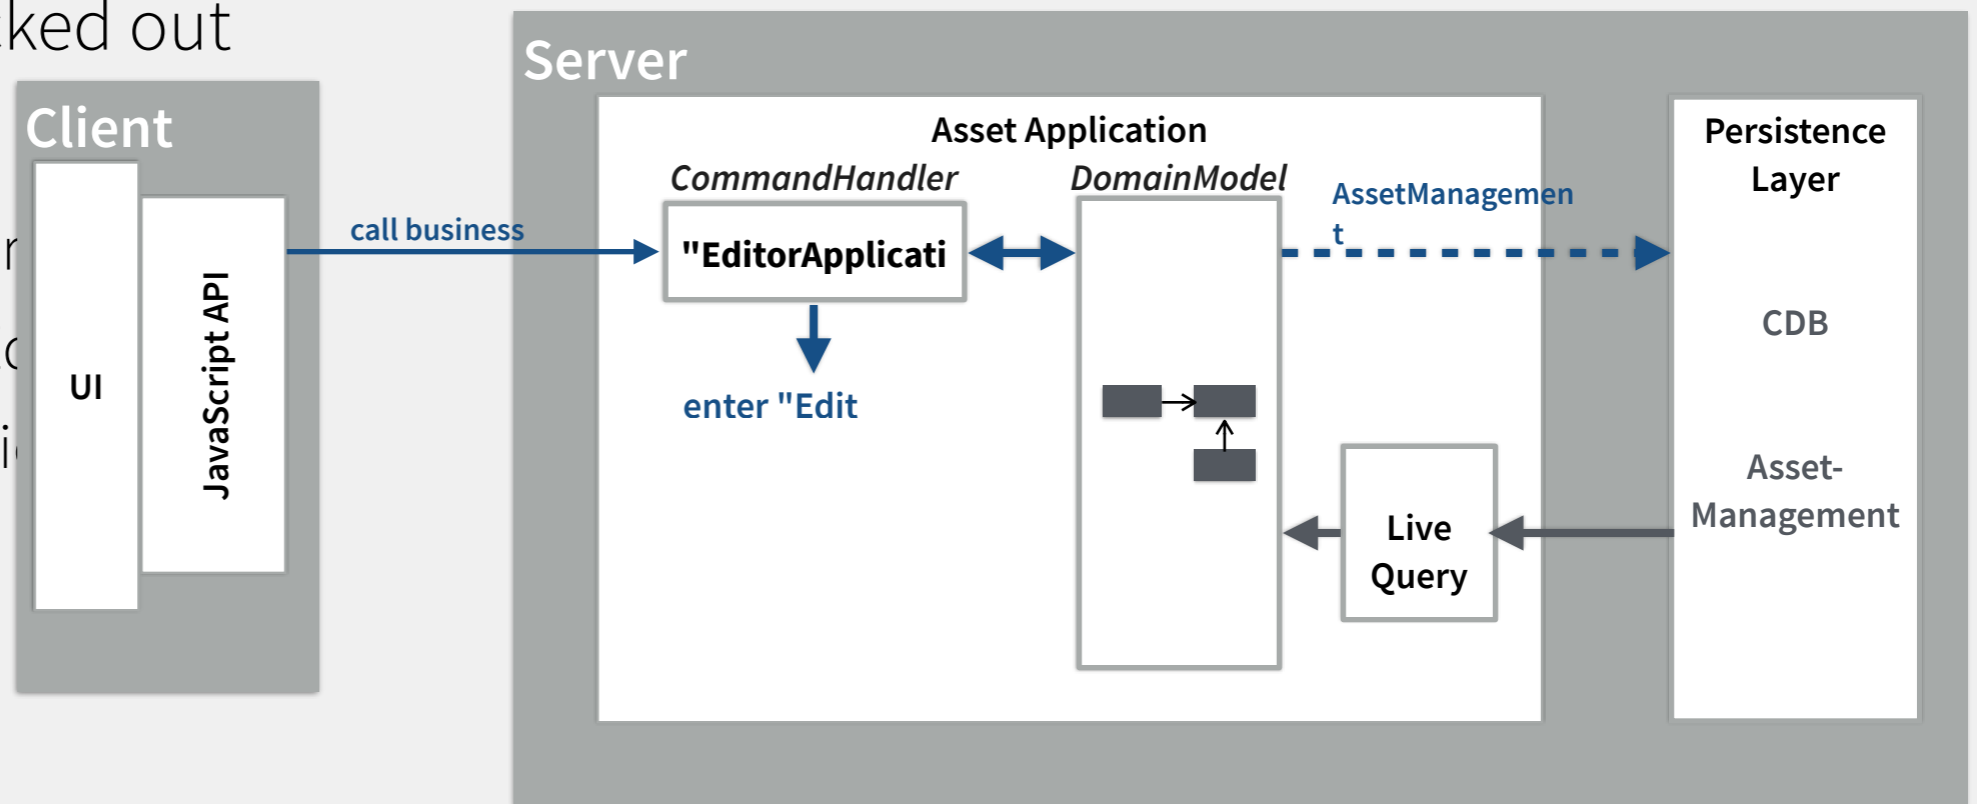 cked out
Client
UI
JavaScript API
call business
Server
Asset Application
CommandHandler
"EditorApplicati
enter "Edit
DomainModel
AssetManagemen
t
Live
Query
Persistence
Layer
CDB
Asset-
Management